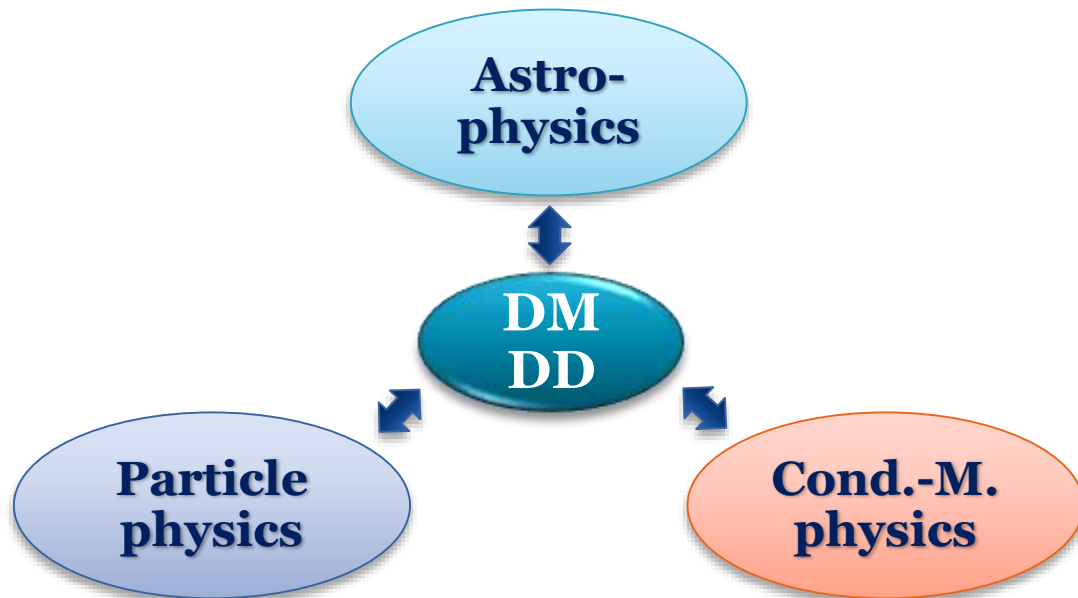 Astro-
physics
DM
DD
Particle
physics
Cond.-M.
physics